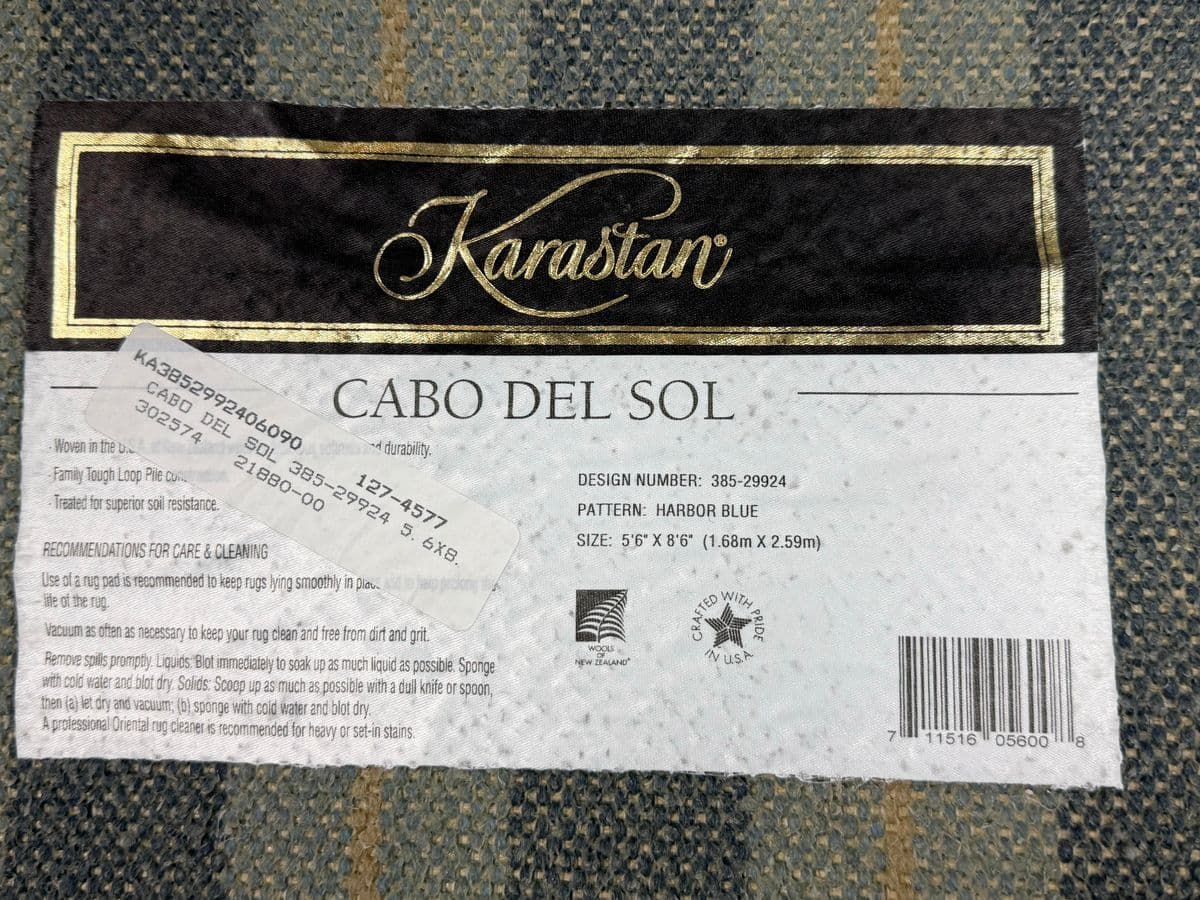 Karastan®
CABO DEL SOL
KA3852992406090
CABO DEL SOL 385-29924 5.6X8.
302574 127-4577
21880-00
- Woven in the U.S.A. durability.
- Family Tough Loop Pile
- Treated for superior soil resistance.
RECOMMENDATIONS FOR CARE & CLEANING
Use of a rug pad is recommended to keep rugs lying smoothly in place and to help prolong the
life of the rug.
Vacuum as often as necessary to keep your rug clean and free from dirt and grit.
Remove spills promptly. Liquids: Blot immediately to soak up as much liquid as possible. Sponge
with cold water and blot dry. Solids: Scoop up as much as possible with a dull knife or spoon,
then (a) let dry and vacuum; (b) sponge with cold water and blot dry.
A professional Oriental rug cleaner is recommended for heavy or set-in stains.
DESIGN NUMBER: 385-29924
PATTERN: HARBOR BLUE
SIZE: 5'6" X 8'6" (1.68m X 2.59m)
WOOLS
OF
NEW ZEALAND®
CRAFTED WITH PRIDE
IN U.S.A.
7 11516 05600 8